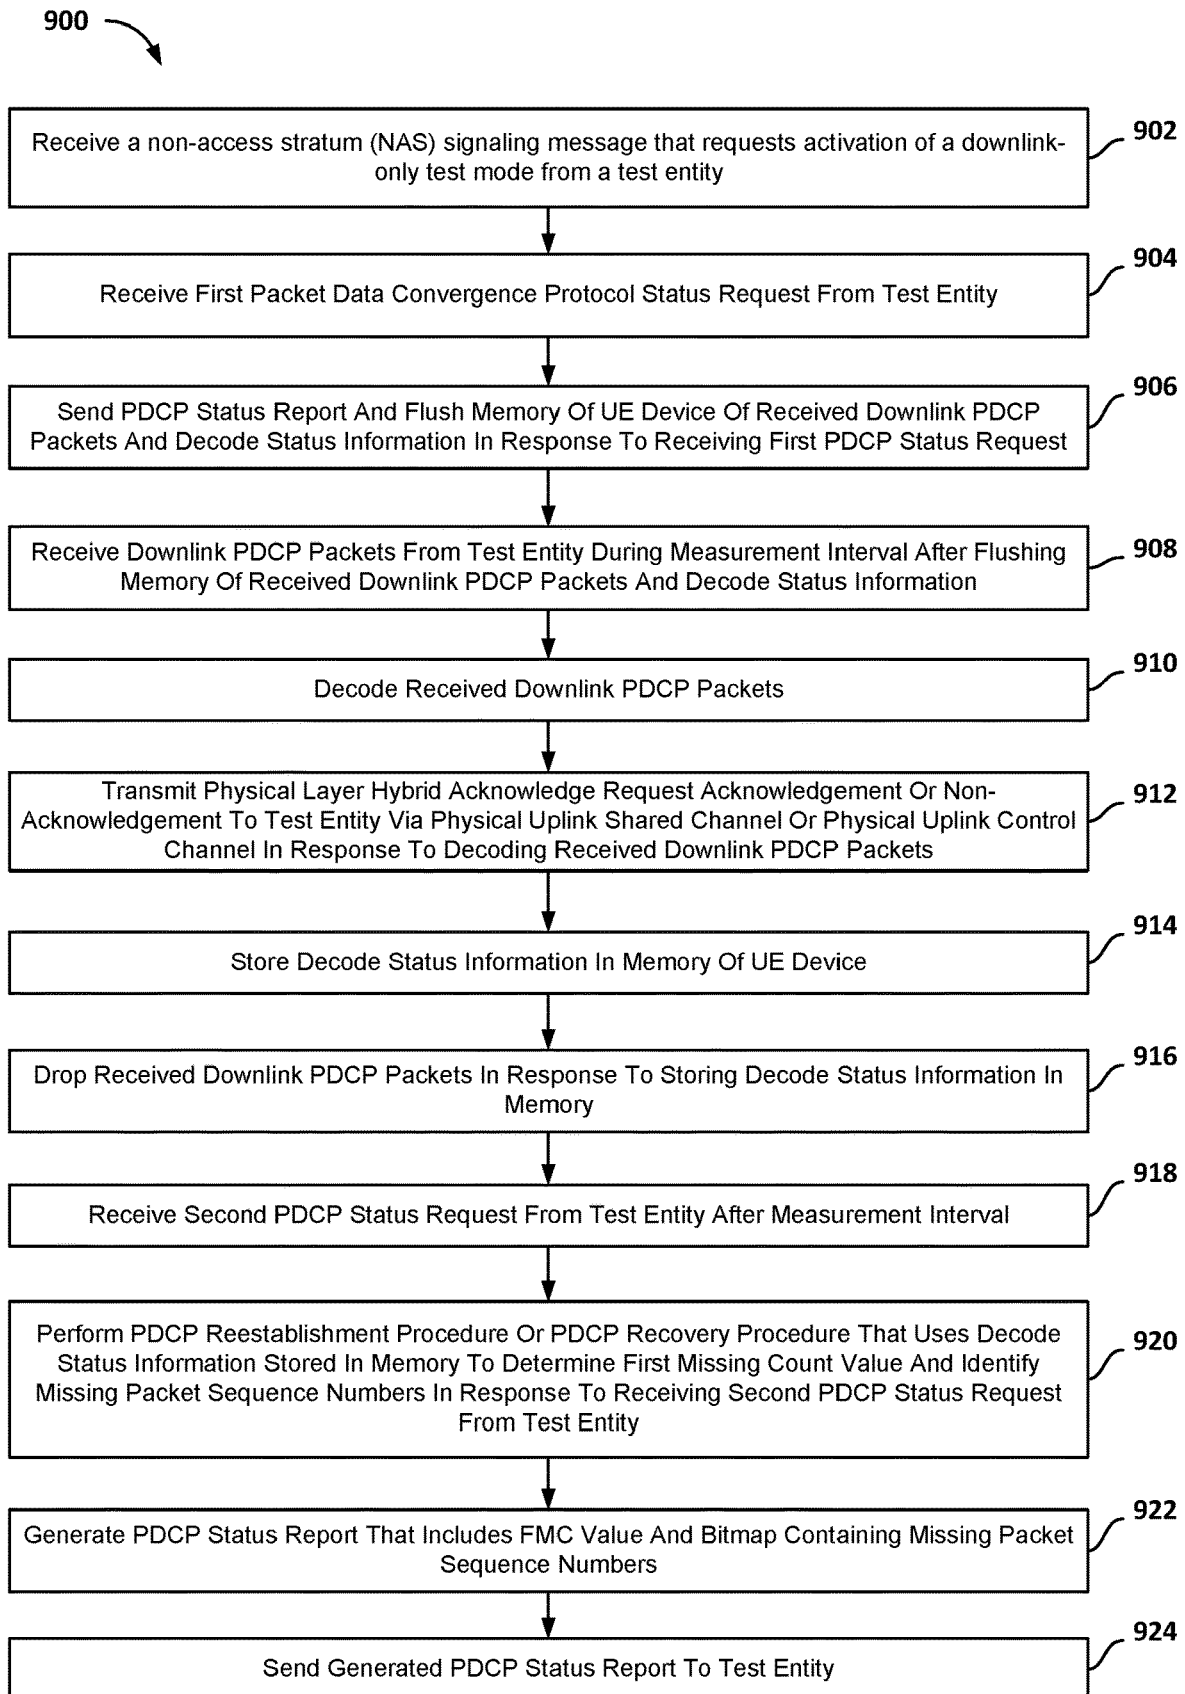 900
902
Receive a non-access stratum (NAS) signaling message that requests activation of a downlink-
only test mode from a test entity
904
Receive First Packet Data Convergence Protocol Status Request From Test Entity
906
Send PDCP Status Report And Flush Memory Of UE Device Of Received Downlink PDCP
Packets And Decode Status Information In Response To Receiving First PDCP Status Request
908
Receive Downlink PDCP Packets From Test Entity During Measurement Interval After Flushing
Memory Of Received Downlink PDCP Packets And Decode Status Information
910
Decode Received Downlink PDCP Packets
912
Transmit Physical Layer Hybrid Acknowledge Request Acknowledgement Or Non-
Acknowledgement To Test Entity Via Physical Uplink Shared Channel Or Physical Uplink Control
Channel In Response To Decoding Received Downlink PDCP Packets
914
Store Decode Status Information In Memory Of UE Device
916
Drop Received Downlink PDCP Packets In Response To Storing Decode Status Information In
Memory
918
Receive Second PDCP Status Request From Test Entity After Measurement Interval
920
Perform PDCP Reestablishment Procedure Or PDCP Recovery Procedure That Uses Decode
Status Information Stored In Memory To Determine First Missing Count Value And Identify
Missing Packet Sequence Numbers In Response To Receiving Second PDCP Status Request
From Test Entity
922
Generate PDCP Status Report That Includes FMC Value And Bitmap Containing Missing Packet
Sequence Numbers
924
Send Generated PDCP Status Report To Test Entity